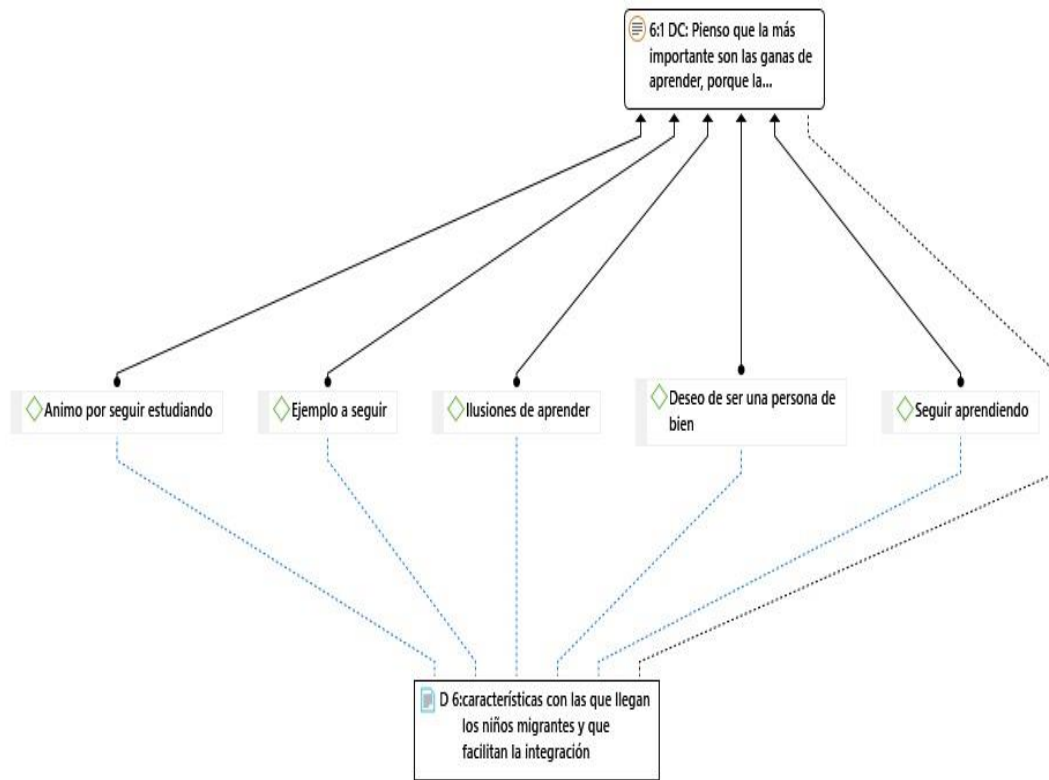 6:1 DC: Pienso que la más
importante son las ganas de
aprender, porque la...
Animo por seguir estudiando
Ejemplo a seguir
Ilusiones de aprender
Deseo de ser una persona de
bien
Seguir aprendiendo
D 6:características con las que llegan
los niños migrantes y que
facilitan la integración